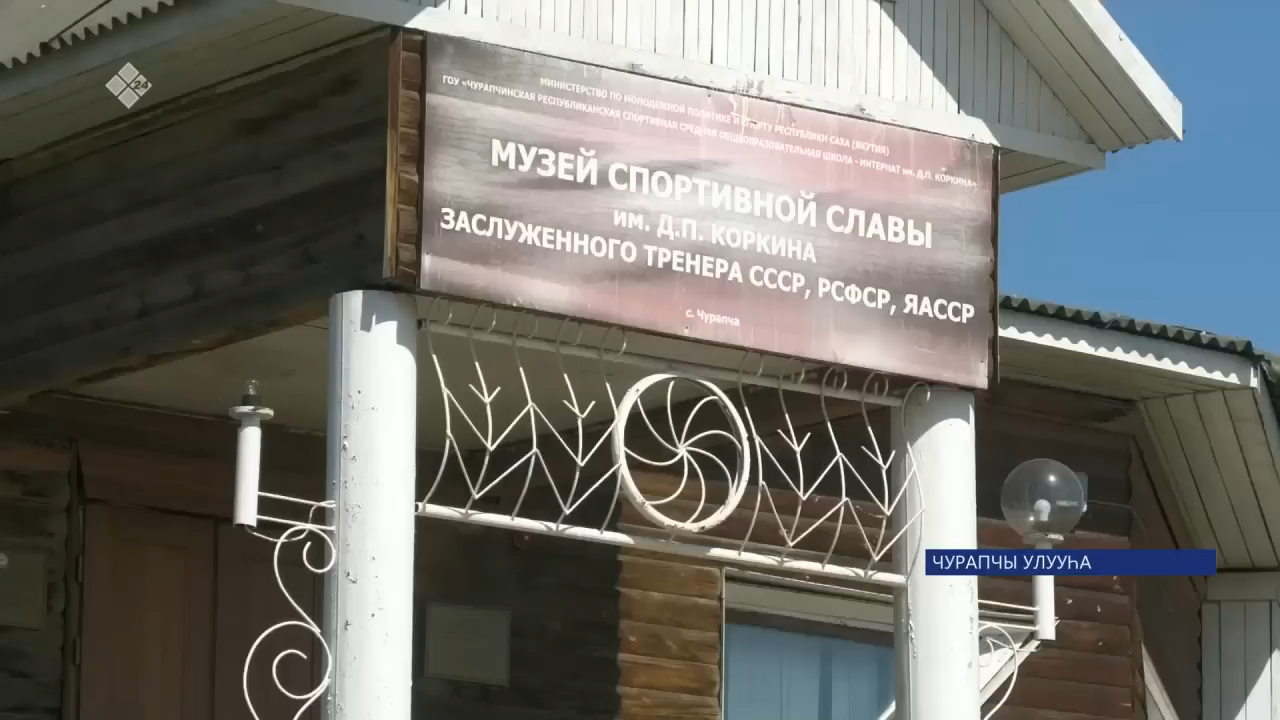 24
МИНИСТЕРСТВО ПО МОЛОДЕЖНОЙ ПОЛИТИКЕ И СПОРТУ РЕСПУБЛИКИ САХА (ЯКУТИЯ)
ГОУ «ЧУРАПЧИНСКАЯ РЕСПУБЛИКАНСКАЯ СПОРТИВНАЯ СРЕДНЯЯ ОБЩЕОБРАЗОВАТЕЛЬНАЯ ШКОЛА - ИНТЕРНАТ им. Д.П. КОРКИНА»
МУЗЕЙ СПОРТИВНОЙ СЛАВЫ
им. Д.П. КОРКИНА
ЗАСЛУЖЕННОГО ТРЕНЕРА СССР, РСФСР, ЯАССР
с. Чурапча
ЧУРАПЧЫ УЛУУҺА